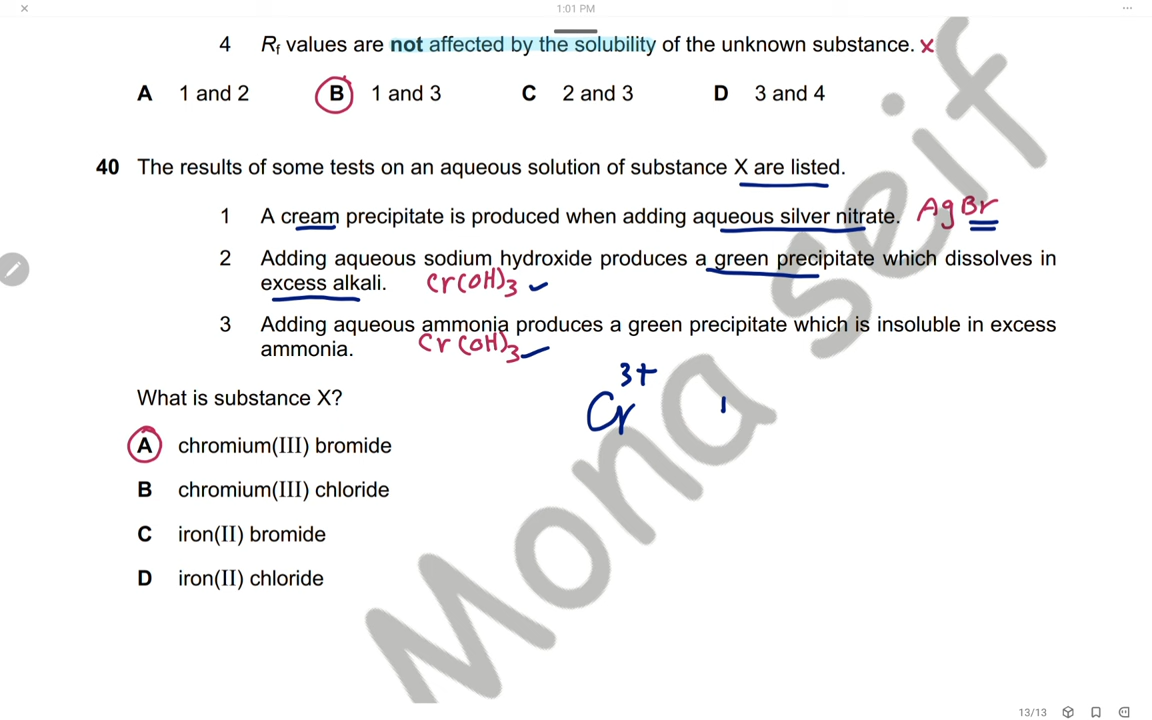 1:01 PM
4 Rf values are not affected by the solubility of the unknown substance. X
A 1 and 2 B 1 and 3 C 2 and 3 D 3 and 4
40 The results of some tests on an aqueous solution of substance X are listed.
1 A cream precipitate is produced when adding aqueous silver nitrate. AgBr
2 Adding aqueous sodium hydroxide produces a green precipitate which dissolves in
excess alkali. Cr(OH)3
3 Adding aqueous ammonia produces a green precipitate which is insoluble in excess
ammonia. Cr(OH)3
What is substance X?
Cr3+
A chromium(III) bromide
B chromium(III) chloride
C iron(II) bromide
D iron(II) chloride
Mona seif
13/13